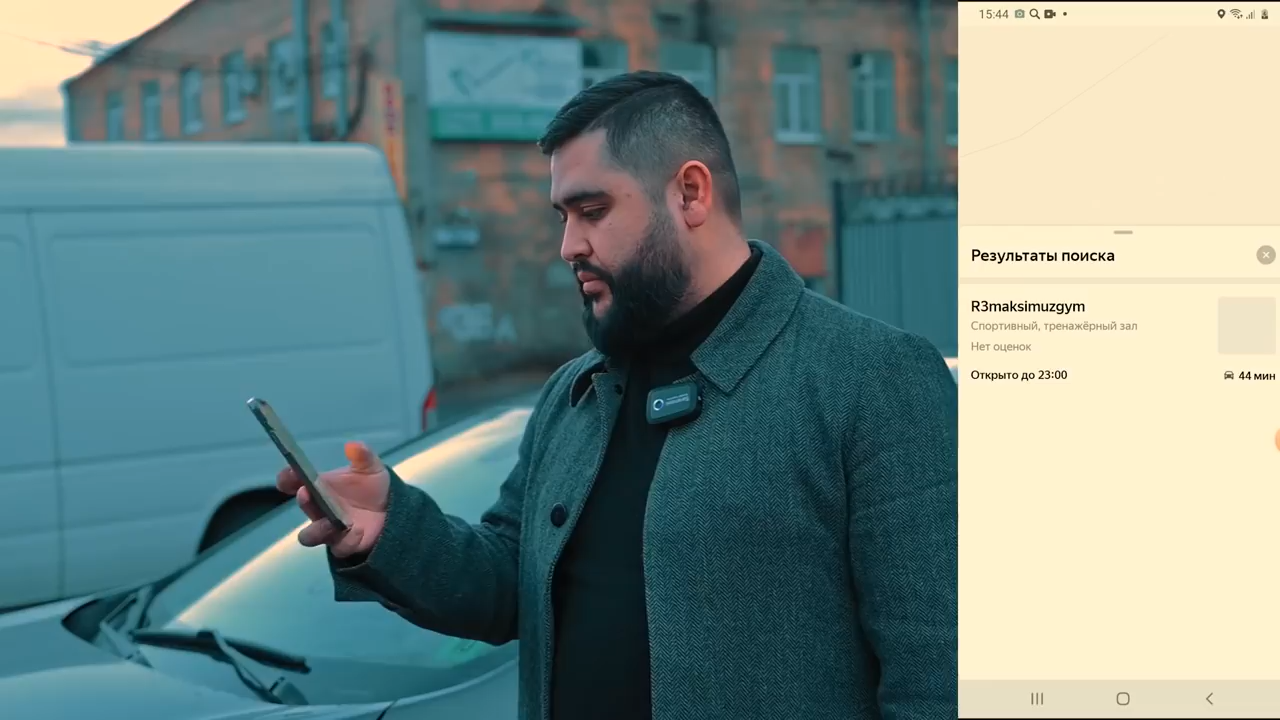 15:44
Результаты поиска
R3maksimuzgym
Спортивный, тренажёрный зал
Нет оценок
Открыто до 23:00
44 мин